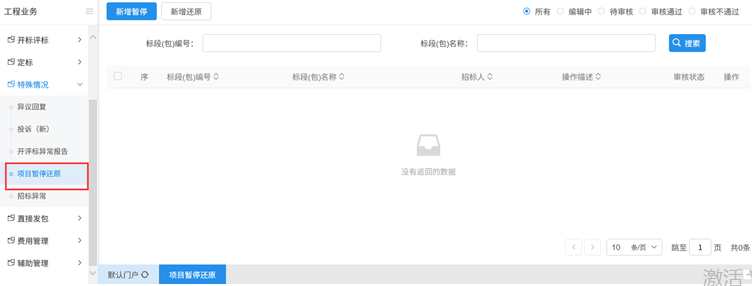 工程业务
开标评标
定标
特殊情况
异议回复
投诉（新）
开评标异常报告
项目暂停还原
招标异常
直接发包
费用管理
辅助管理
新增暂停 新增还原 所有 编辑中 待审核 审核通过 审核不通过
标段(包)编号： 标段(包)名称： 搜索
序 标段(包)编号 标段(包)名称 招标人 操作描述 审核状态 操作
没有返回的数据
10 条/页 跳至 1 页 共0条
默认门户 项目暂停还原
激活